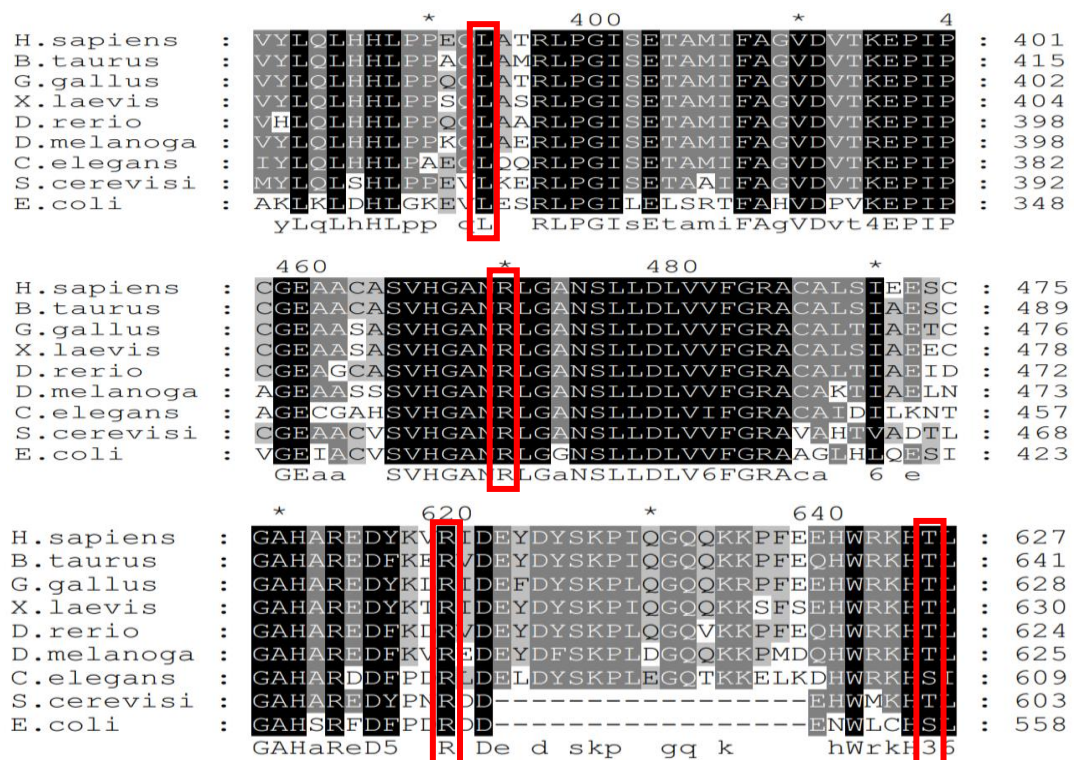 * 400 * 4
H.sapiens : VYLQLHHLPPEQLATRLPGISETAMIFAGVDVTKEPIP : 401
B.taurus : VYLQLHHLPPAQLAMRLPGISETAMIFAGVDVTKEPIP : 415
G.gallus : VYLQLHHLPPQQLATRLPGISETAMIFAGVDVTKEPIP : 402
X.laevis : VYLQLHHLPPSQLASRLPGISETAMIFAGVDVTKEPIP : 404
D.rerio : VHLQLHHLPPQQLAARLPGISETAMIFAGVDVTKEPIP : 398
D.melanoga : VYLQLHHLPPKQLAERLPGISETAMIFAGVDVTREPIP : 398
C.elegans : IYLQLHHLPAEQLQQRLPGISETAMIFAGVDVTKEPIP : 382
S.cerevisi : MYLQLSHLPPEVLKERLPGISETAAIFAGVDVTKEPIP : 392
E.coli : AKLKLDHLGKEVLESRLPGILELSRTFAHVDPVKEPIP : 348
yLqLhHLpp qL RLPGIsEtamiFAgVDvt4EPIP
460 * 480 *
H.sapiens : CGEAACASVHGANRLGANSLLDLVVFGRACALSIEESC : 475
B.taurus : CGEAACASVHGANRLGANSLLDLVVFGRACALSIAESC : 489
G.gallus : CGEAASASVHGANRLGANSLLDLVVFGRACALTIAETC : 476
X.laevis : CGEAASASVHGANRLGANSLLDLVVFGRACALSIAEEC : 478
D.rerio : CGEAGCASVHGANRLGANSLLDLVVFGRACALTIAEID : 472
D.melanoga : AGEAASSSVHGANRLGANSLLDLVVFGRACAKTIAELN : 473
C.elegans : AGECGAHSVHGANRLGANSLLDLVIFGRACAIDILKNT : 457
S.cerevisi : CGEAACVSVHGANRLGANSLLDLVVFGRAVAHTVADTL : 468
E.coli : VGEIACVSVHGANRLGGNSLLDLVVFGRAAGLHLQESI : 423
GEaa SVHGANRLGaNSLLDLV6FGRAca 6 e
* 620 * 640
H.sapiens : GAHAREDYKVRIDEYDYSKPIQGQQKKPFEEHWRKHTL : 627
B.taurus : GAHAREDFKERVDEYDYSKPIQGQQKKPFEQHWRKHTL : 641
G.gallus : GAHAREDYKIRIDEFDYSKPIQGQQKRPFEEHWRKHTL : 628
X.laevis : GAHAREDYKTRIDEYDYSKPIQGQQKKSFSEHWRKHTL : 630
D.rerio : GAHAREDFKDRVDEYDYSKPLQGQVKKPFEQHWRKHTL : 624
D.melanoga : GAHAREDFKVREDEYDFSKPLDGQQKKPMDQHWRKHTL : 625
C.elegans : GAHARDDFPDRLDELDYSKPLEGQTKKELKDHWRKHSI : 609
S.cerevisi : GAHAREDYPNRDD-----------------EHWMKHTL : 603
E.coli : GAHSRFDFPDRDD-----------------ENWLCHSL : 558
GAHaReD5 R De d skp gq k hWrkH36